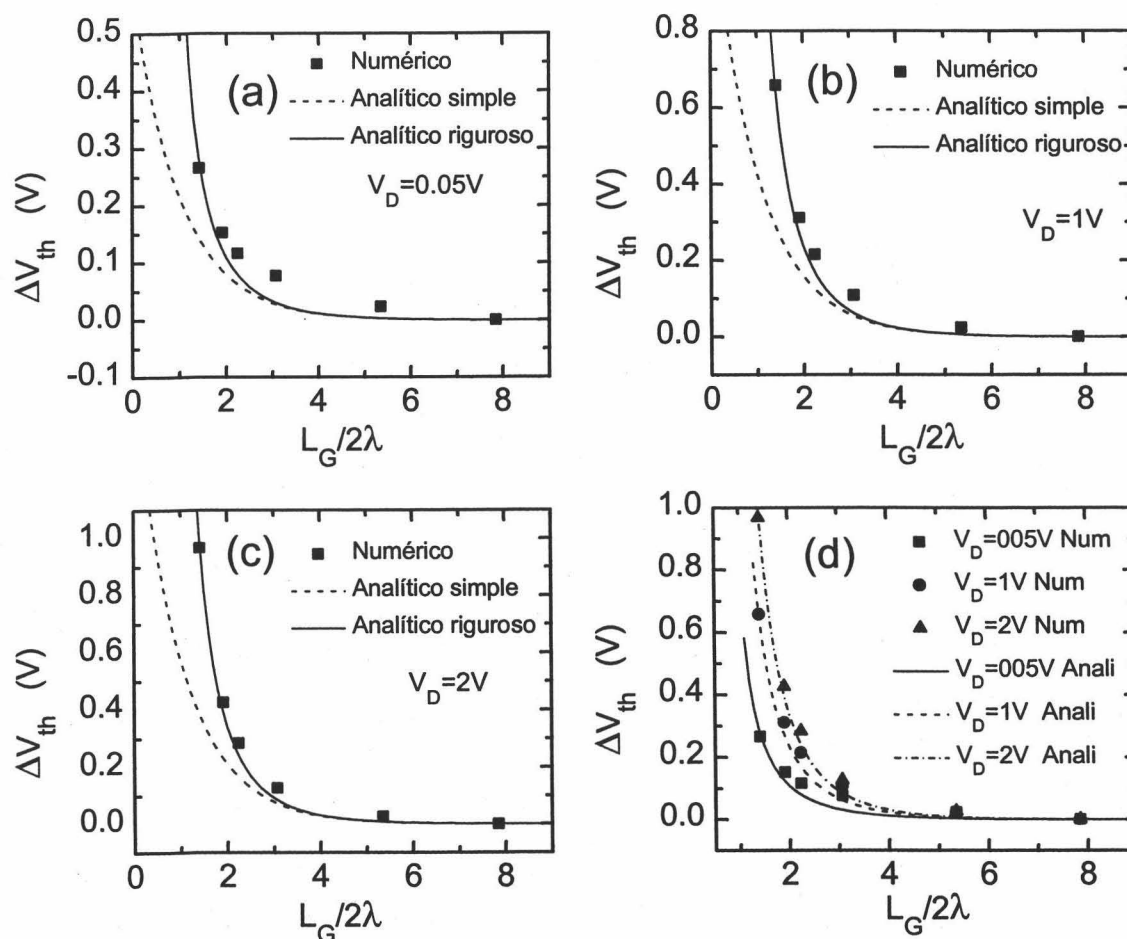 (a)
0.5
0.4
0.3
0.2
0.1
0.0
-0.1
ΔV_th (V)
Numérico
Analítico simple
Analítico riguroso
V_D=0.05V
0 2 4 6 8
L_G/2λ
(b)
0.8
0.6
0.4
0.2
0.0
ΔV_th (V)
Numérico
Analítico simple
Analítico riguroso
V_D=1V
0 2 4 6 8
L_G/2λ
(c)
1.0
0.8
0.6
0.4
0.2
0.0
ΔV_th (V)
Numérico
Analítico simple
Analítico riguroso
V_D=2V
0 2 4 6 8
L_G/2λ
(d)
1.0
0.8
0.6
0.4
0.2
0.0
ΔV_th (V)
V_D=005V Num
V_D=1V Num
V_D=2V Num
V_D=005V Anali
V_D=1V Anali
V_D=2V Anali
2 4 6 8
L_G/2λ